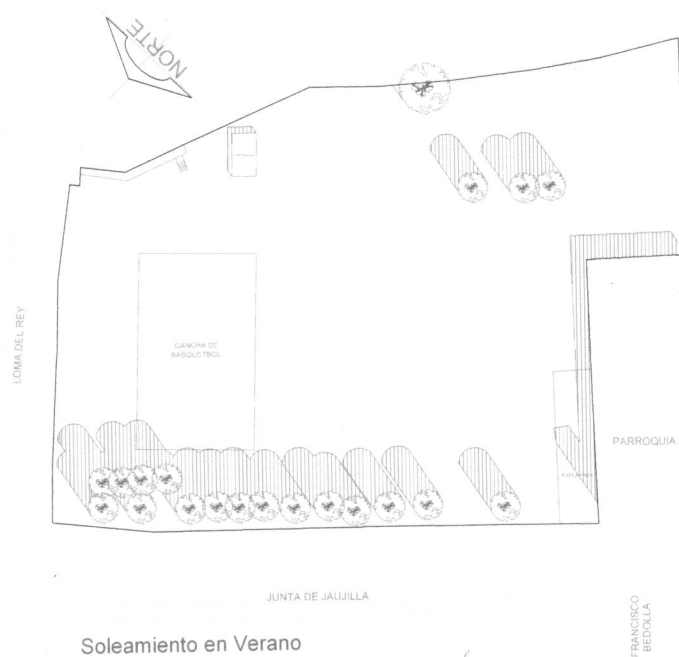 NORTE
LOMA DEL REY
CANCHA DE
BASQUETBOL
PARROQUIA
JUNTA DE JAUJILLA
FRANCISCO
BEDOLLA
Soleamiento en Verano